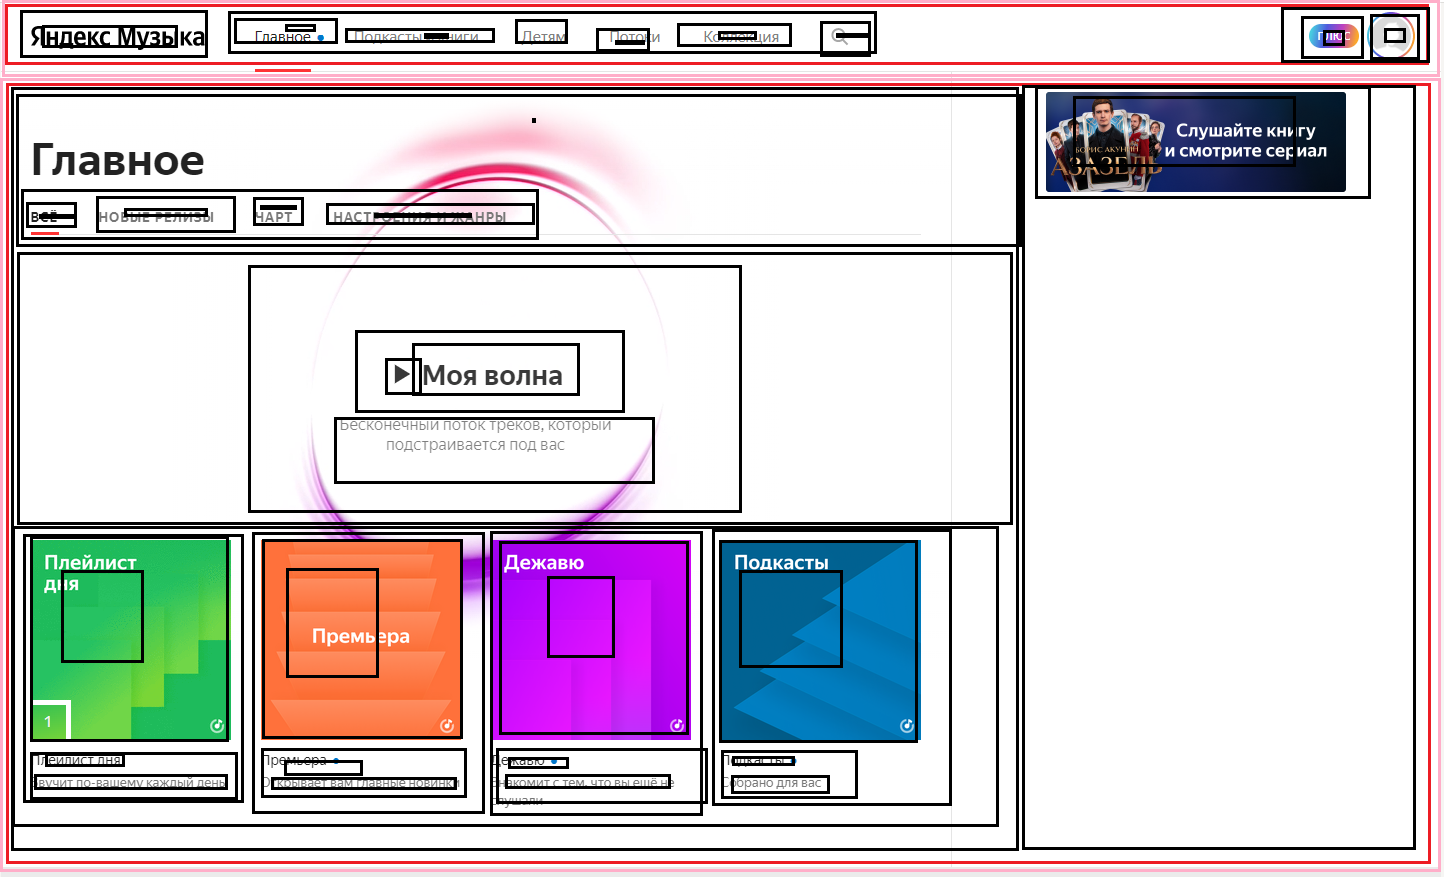 Яндекс Музыка
Главное
Подкасты и книги
Детям
Потоки
Коллекция
плюс
Слушайте книгу
и смотрите сериал
БОРИС АКУНИН
АЗАЗЕЛЬ
Главное
ВСЁ
НОВЫЕ РЕЛИЗЫ
ЧАРТ
НАСТРОЕНИЯ И ЖАНРЫ
Моя волна
Бесконечный поток треков, который
подстраивается под вас
Плейлист
дня
1
Премьера
Дежавю
Подкасты
Плейлист дня
Звучит по-вашему каждый день
Премьера
Открывает вам главные новинки
Дежавю
Знакомит с тем, что вы ещё не
слушали
Подкасты
Собрано для вас